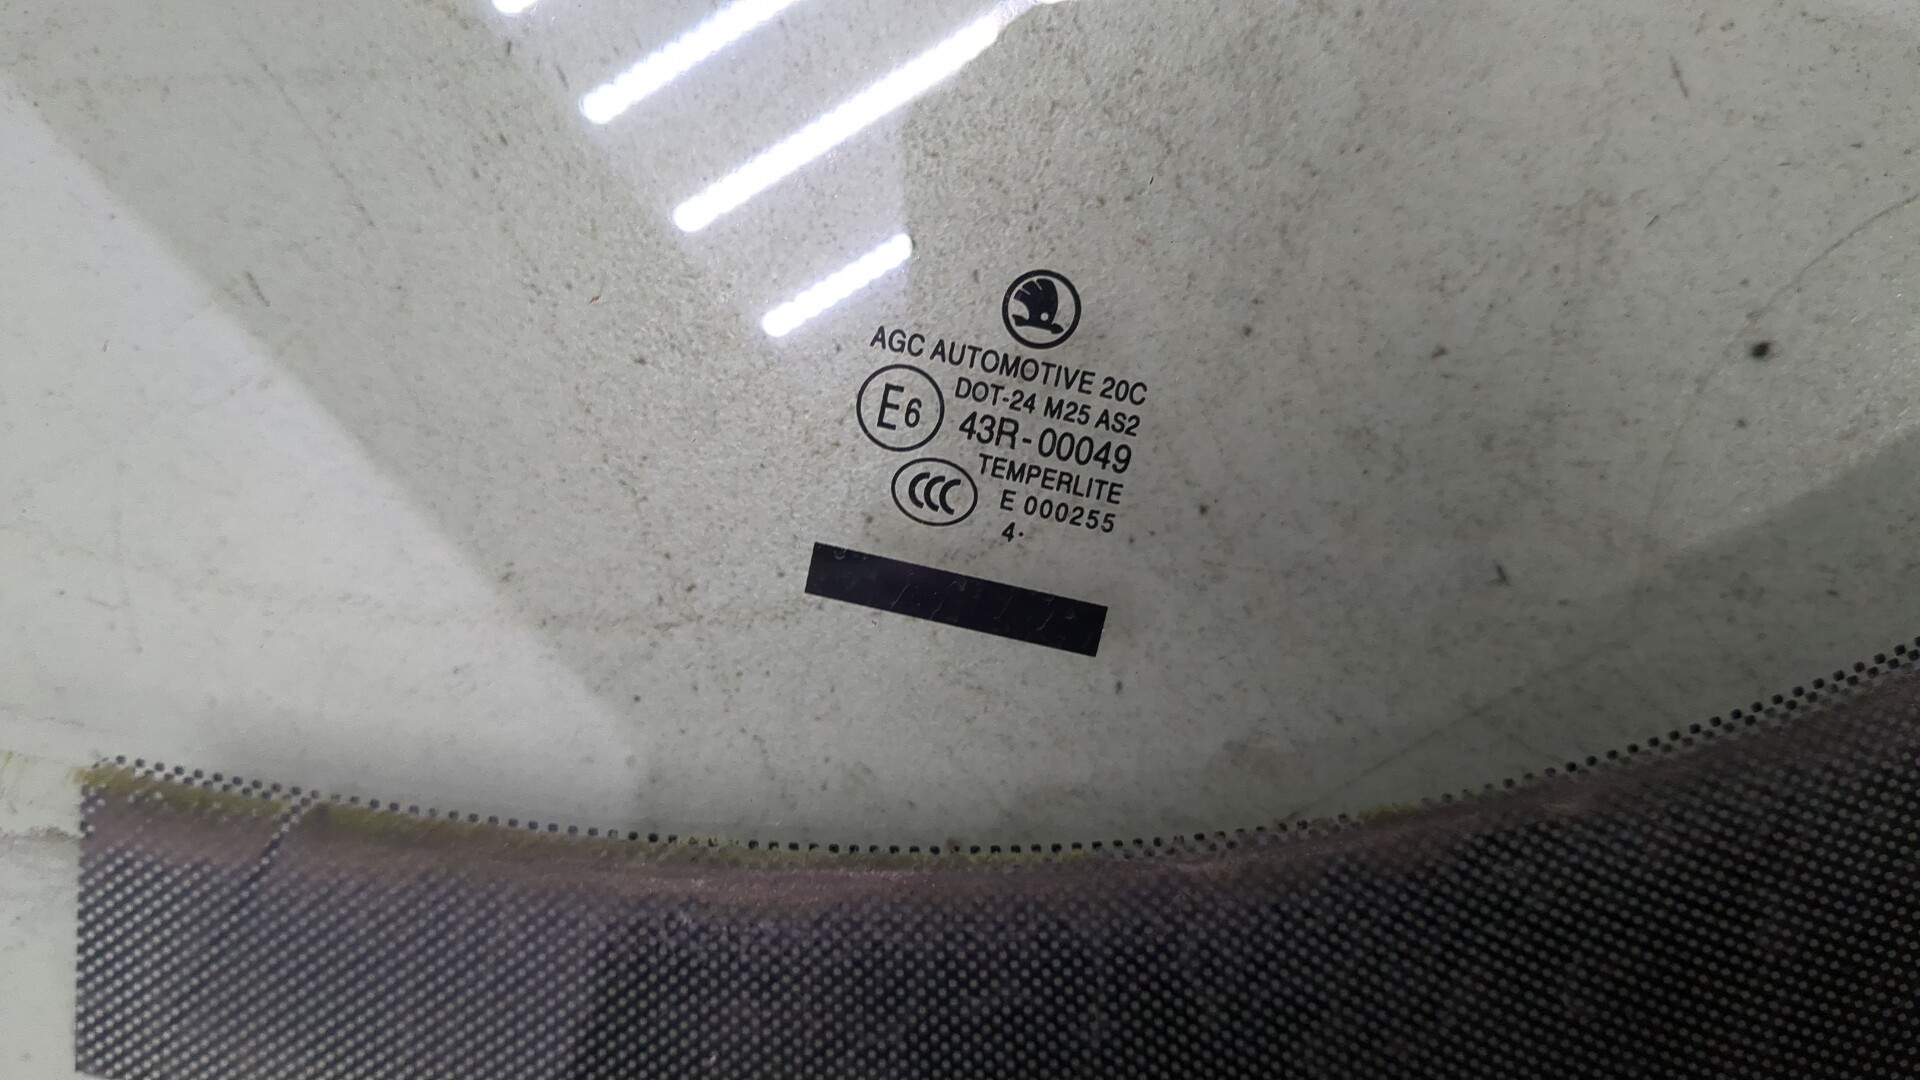 AGC AUTOMOTIVE 20C
DOT-24 M25 AS2
E6 43R-00049
TEMPERLITE
CCC E 000255
4·